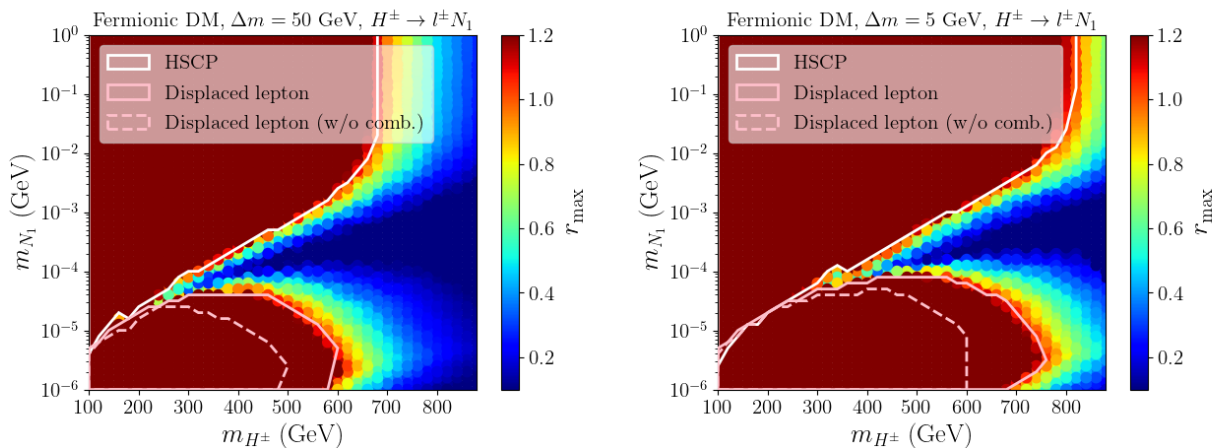 Fermionic DM, Δm = 50 GeV, H± → l±N₁
10⁰
10⁻¹
10⁻²
10⁻³
10⁻⁴
10⁻⁵
10⁻⁶
m_N₁ (GeV)
HSCP
Displaced lepton
Displaced lepton (w/o comb.)
100 200 300 400 500 600 700 800
m_H± (GeV)
1.2
1.0
0.8
0.6
0.4
0.2
r_max
Fermionic DM, Δm = 5 GeV, H± → l±N₁
10⁰
10⁻¹
10⁻²
10⁻³
10⁻⁴
10⁻⁵
10⁻⁶
m_N₁ (GeV)
HSCP
Displaced lepton
Displaced lepton (w/o comb.)
100 200 300 400 500 600 700 800
m_H± (GeV)
1.2
1.0
0.8
0.6
0.4
0.2
r_max